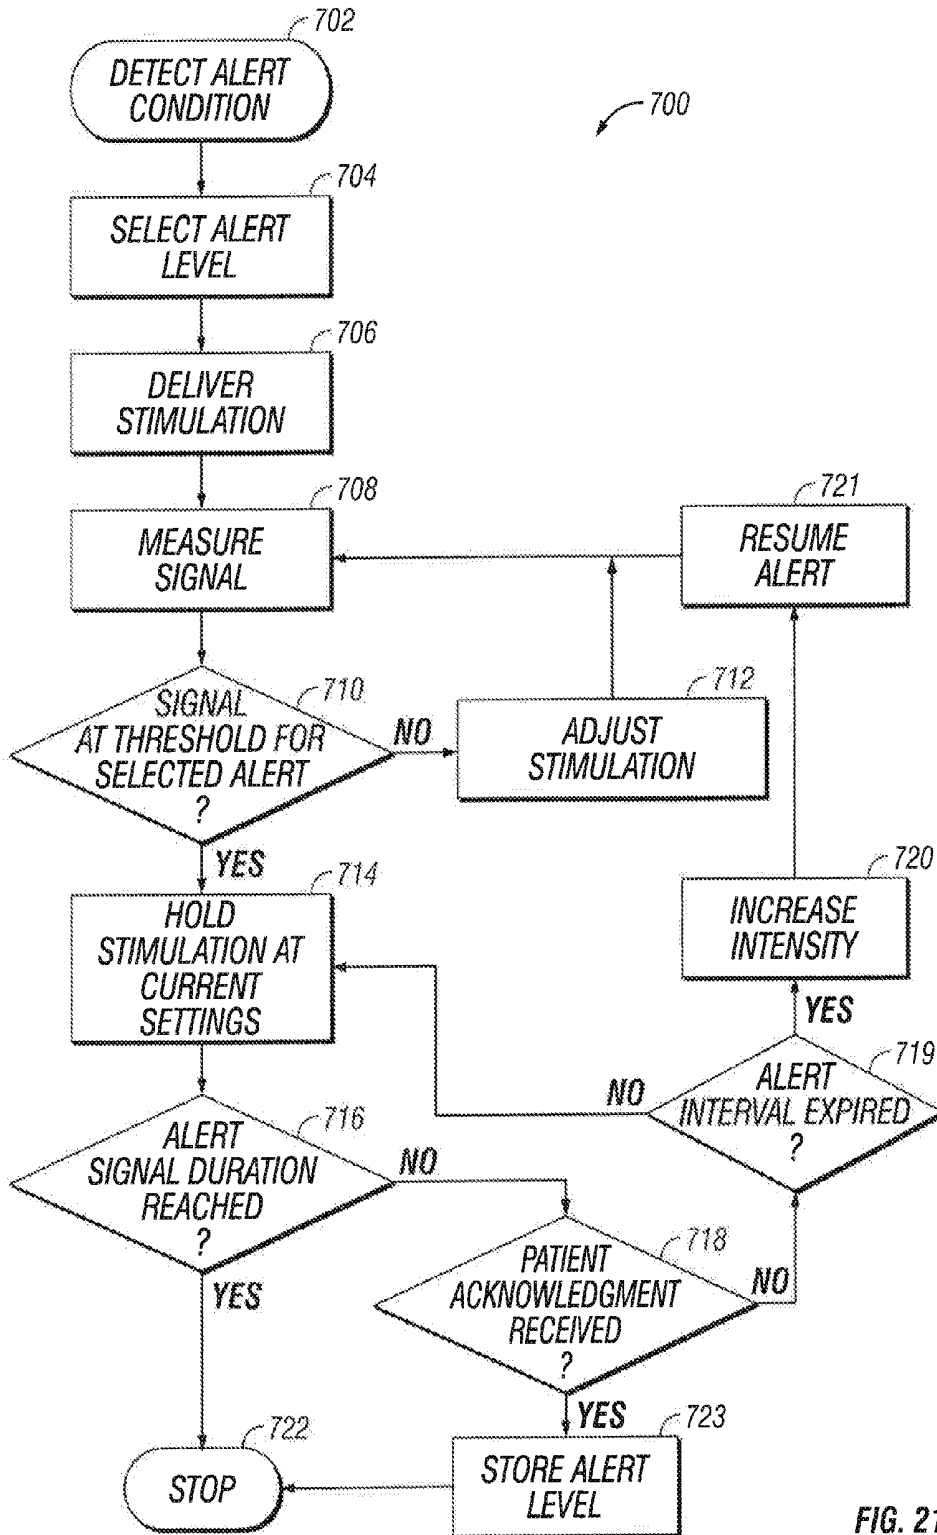 702
DETECT ALERT
CONDITION
700
704
SELECT ALERT
LEVEL
706
DELIVER
STIMULATION
708
MEASURE
SIGNAL
721
RESUME
ALERT
710
SIGNAL
AT THRESHOLD FOR
SELECTED ALERT
?
NO
712
ADJUST
STIMULATION
YES
714
HOLD
STIMULATION AT
CURRENT
SETTINGS
720
INCREASE
INTENSITY
YES
719
ALERT
INTERVAL EXPIRED
?
NO
716
ALERT
SIGNAL DURATION
REACHED
?
NO
YES
718
PATIENT
ACKNOWLEDGMENT
RECEIVED
?
NO
YES
723
STORE ALERT
LEVEL
722
STOP
FIG. 21